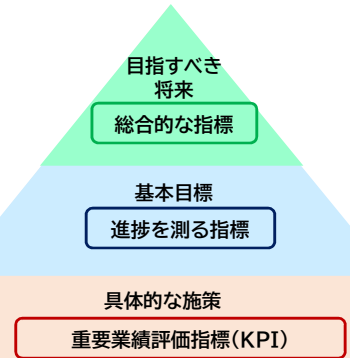 目指すべき
将来
総合的な指標
基本目標
進捗を測る指標
具体的な施策
重要業績評価指標(KPI)